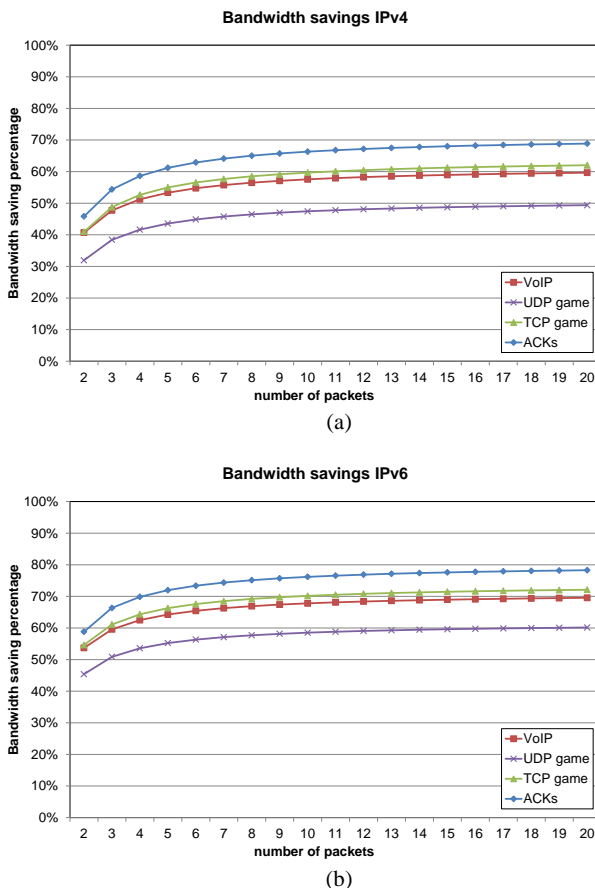 Bandwidth savings IPv4
100%
90%
80%
70%
60%
50%
40%
30%
20%
10%
0%
Bandwidth saving percentage
VoIP
UDP game
TCP game
ACKs
2 3 4 5 6 7 8 9 10 11 12 13 14 15 16 17 18 19 20
number of packets
(a)
Bandwidth savings IPv6
100%
90%
80%
70%
60%
50%
40%
30%
20%
10%
0%
Bandwidth saving percentage
VoIP
UDP game
TCP game
ACKs
2 3 4 5 6 7 8 9 10 11 12 13 14 15 16 17 18 19 20
number of packets
(b)